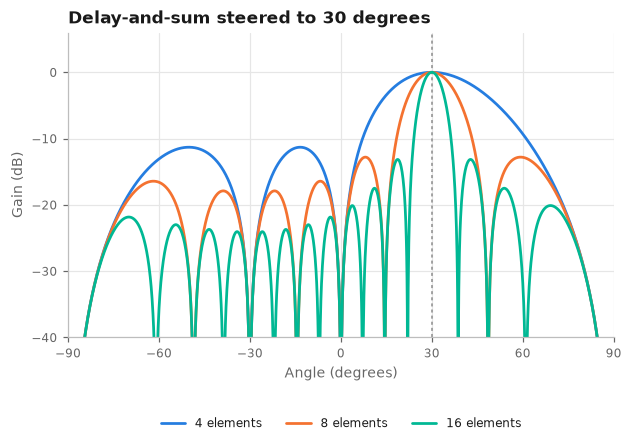 Delay-and-sum steered to 30 degrees
Gain (dB)
0
−10
−20
−30
−40
−90
−60
−30
0
30
60
90
Angle (degrees)
4 elements
8 elements
16 elements